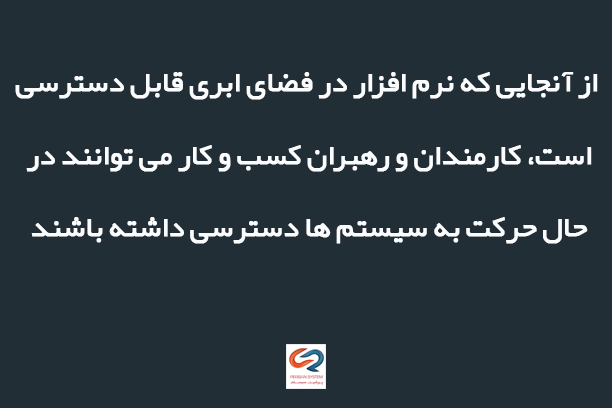 از آنجایی که نرم افزار در فضای ابری قابل دسترسی
است، کارمندان و رهبران کسب و کار می توانند در
حال حرکت به سیستم ها دسترسی داشته باشند